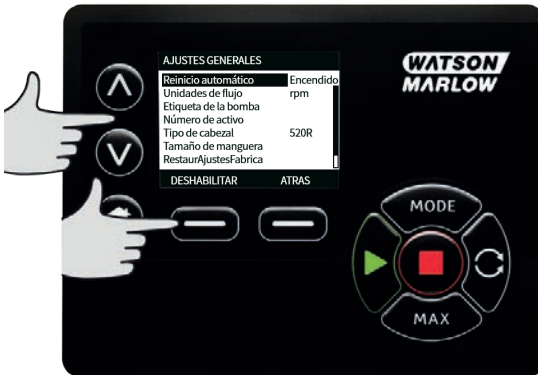 AJUSTES GENERALES
Reinicio automático Encendido
Unidades de flujo rpm
Etiqueta de la bomba
Número de activo
Tipo de cabezal 520R
Tamaño de manguera
RestaurAjustesFabrica
DESHABILITAR ATRAS
WATSON
MARLOW
MODE
MAX